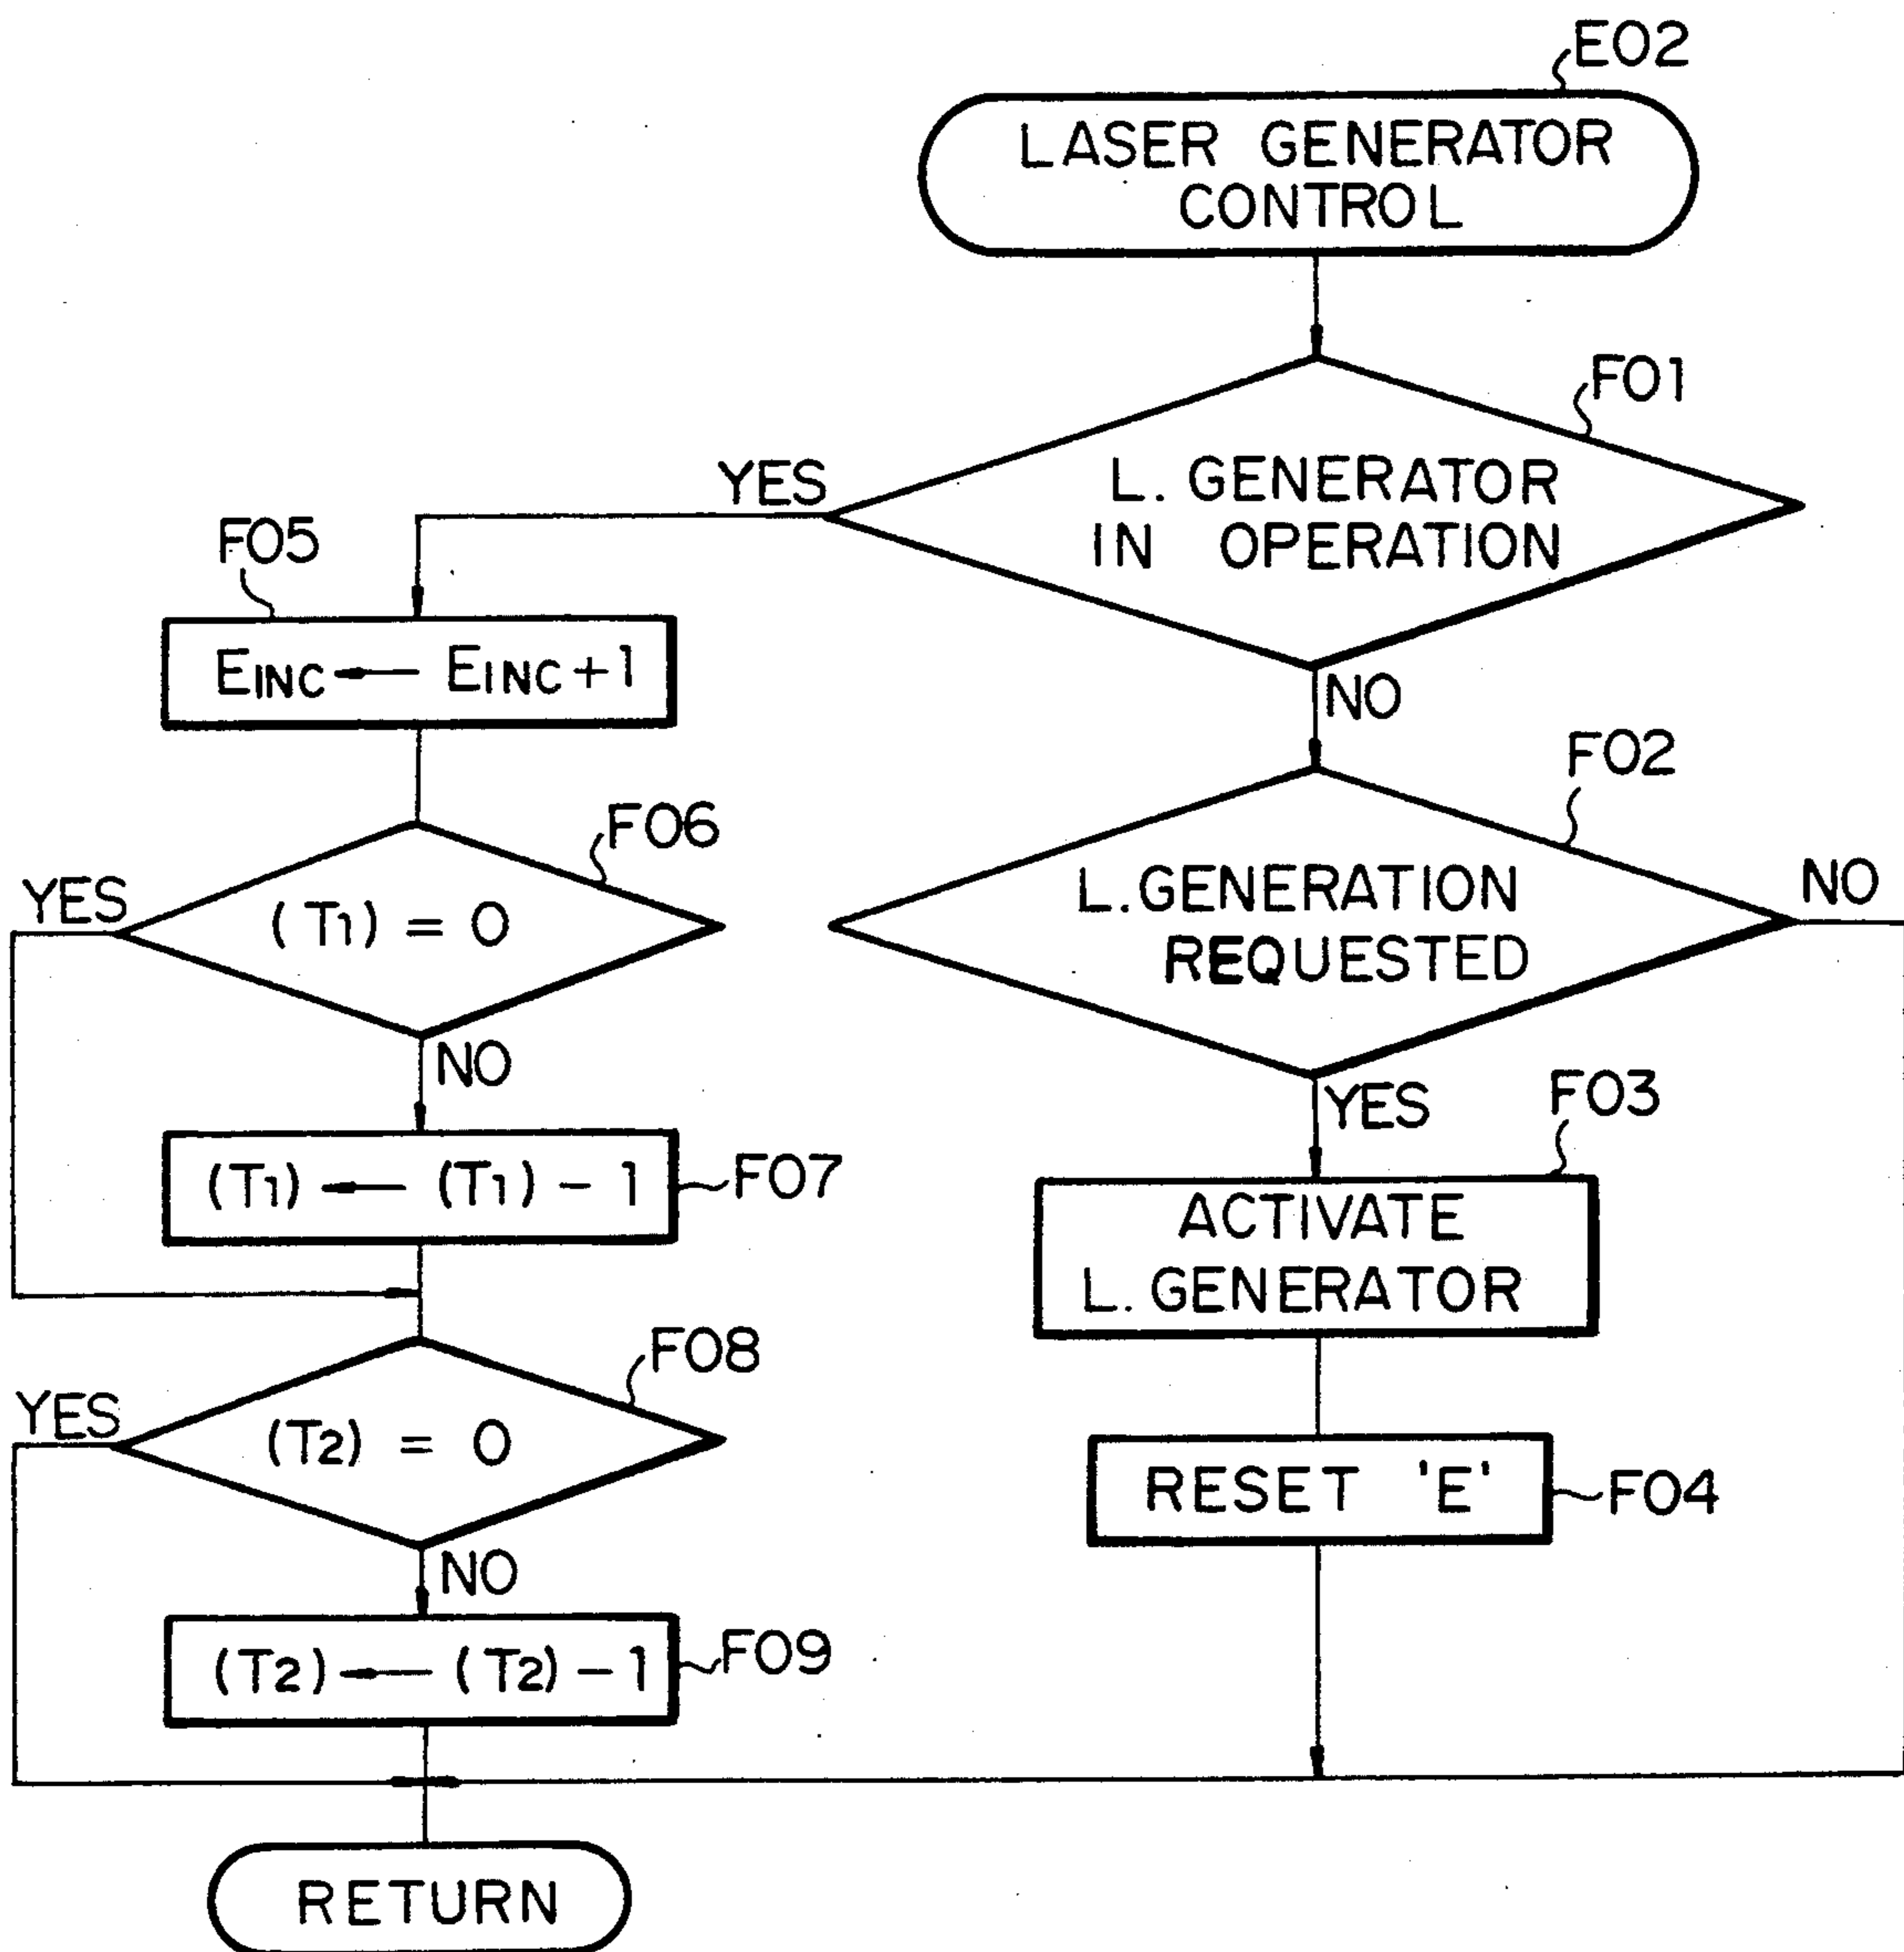 E02
LASER GENERATOR
CONTROL
F01
L. GENERATOR
IN OPERATION
YES
NO
F05
EINC ← EINC+1
F02
L.GENERATION
REQUESTED
NO
YES
F06
(T1) = 0
YES
NO
F07
(T1) ← (T1) - 1
F03
ACTIVATE
L. GENERATOR
F08
(T2) = 0
YES
NO
RESET 'E'
F04
F09
(T2) ← (T2) - 1
RETURN